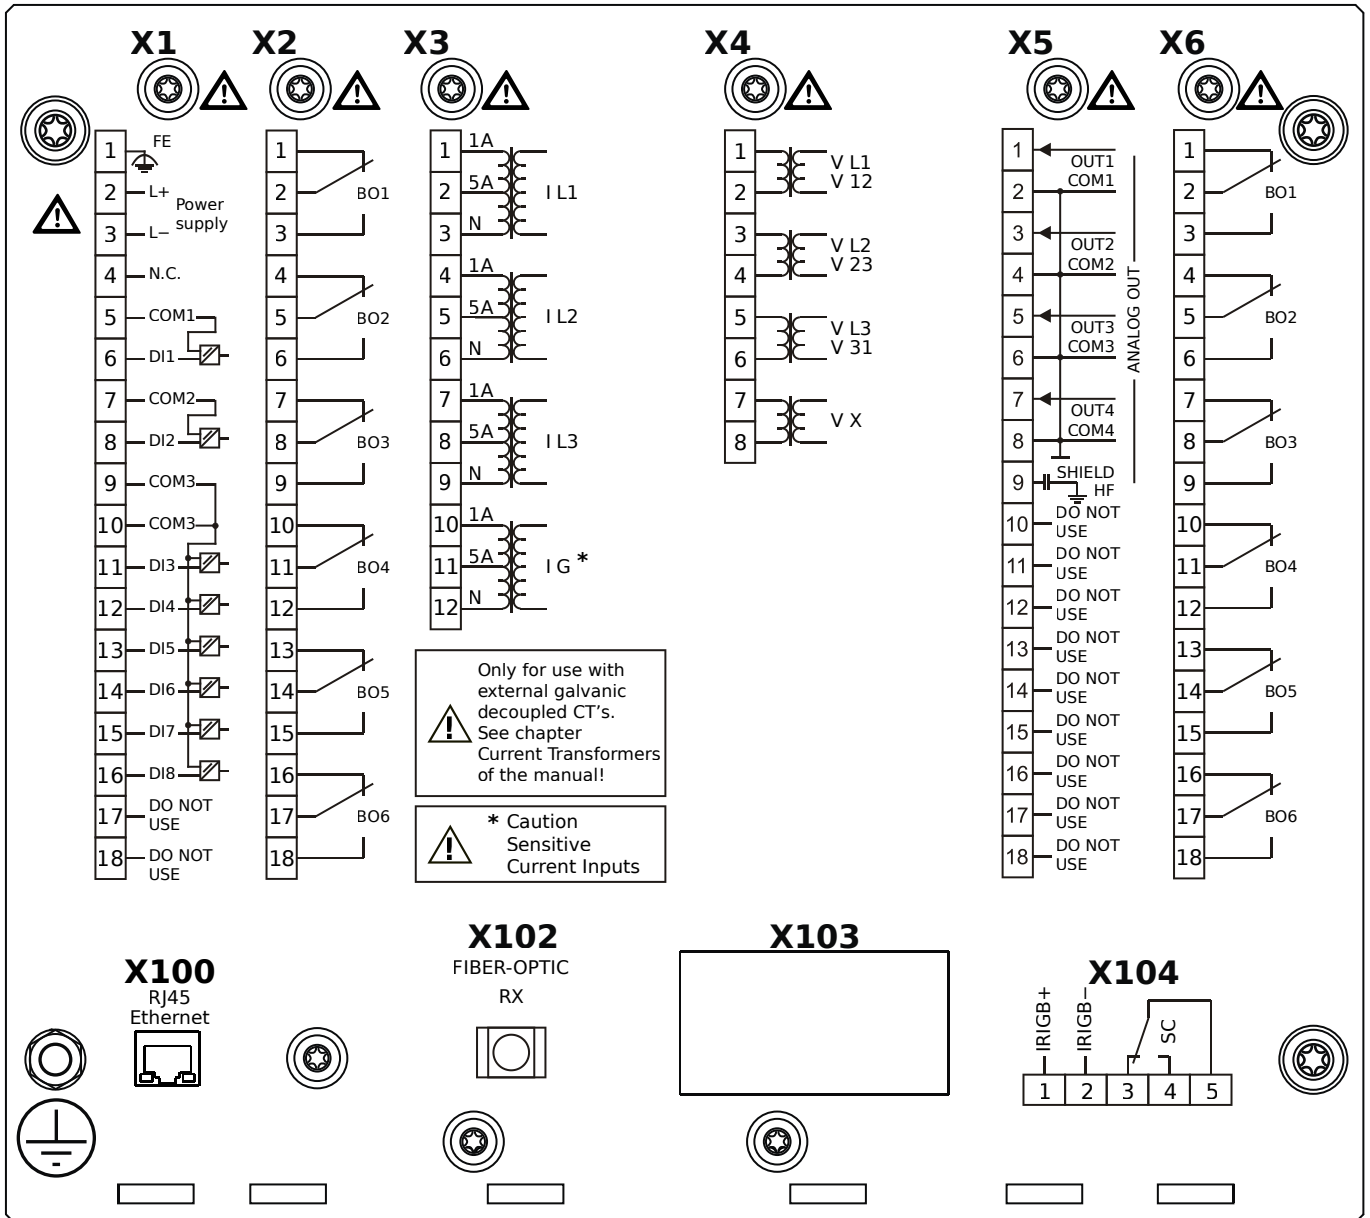 X1
X2
X3
X4
X5
X6
1 FE
2 L+
Power
supply
3 L−
4 N.C.
5 COM1
6 DI1
7 COM2
8 DI2
9 COM3
10 COM3
11 DI3
12 DI4
13 DI5
14 DI6
15 DI7
16 DI8
17 DO NOT
USE
18 DO NOT
USE
1
2 BO1
3
4
5 BO2
6
7
8 BO3
9
10
11 BO4
12
13
14 BO5
15
16
17 BO6
18
1 1A
2 5A I L1
3 N
4 1A
5 5A I L2
6 N
7 1A
8 5A I L3
9 N
10 1A
11 5A I G *
12 N
Only for use with
external galvanic
decoupled CT's.
See chapter
Current Transformers
of the manual!
* Caution
Sensitive
Current Inputs
1 V L1
2 V 12
3 V L2
4 V 23
5 V L3
6 V 31
7 V X
8
1 OUT1
2 COM1
3 OUT2
4 COM2
5 OUT3
6 COM3
7 OUT4
8 COM4
ANALOG OUT
9 SHIELD
HF
10 DO NOT
USE
11 DO NOT
USE
12 DO NOT
USE
13 DO NOT
USE
14 DO NOT
USE
15 DO NOT
USE
16 DO NOT
USE
17 DO NOT
USE
18 DO NOT
USE
1
2 BO1
3
4
5 BO2
6
7
8 BO3
9
10
11 BO4
12
13
14 BO5
15
16
17 BO6
18
X100
RJ45
Ethernet
X102
FIBER-OPTIC
RX
X103
X104
IRIGB+
IRIGB−
SC
1 2 3 4 5